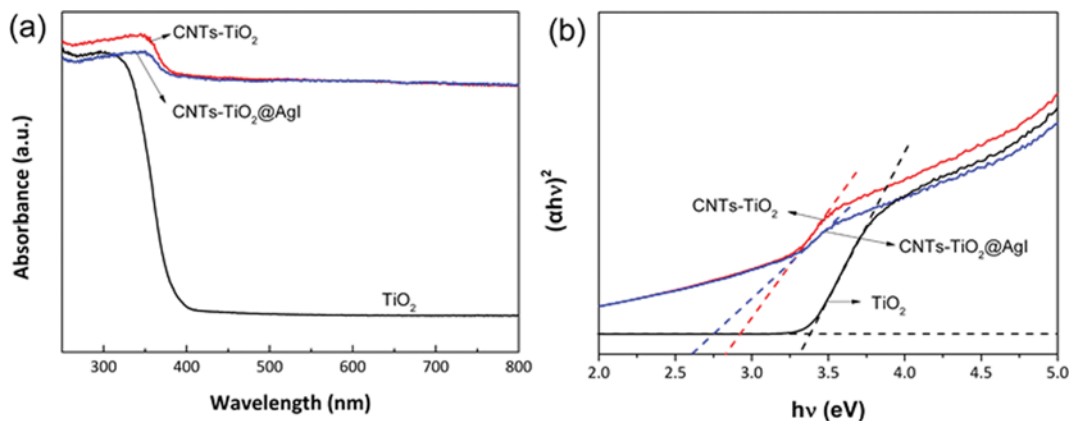 (a)
CNTs-TiO₂
CNTs-TiO₂@AgI
TiO₂
Absorbance (a.u.)
300 400 500 600 700 800
Wavelength (nm)
(b)
CNTs-TiO₂
CNTs-TiO₂@AgI
TiO₂
(αhν)²
2.0 2.5 3.0 3.5 4.0 4.5 5.0
hν (eV)